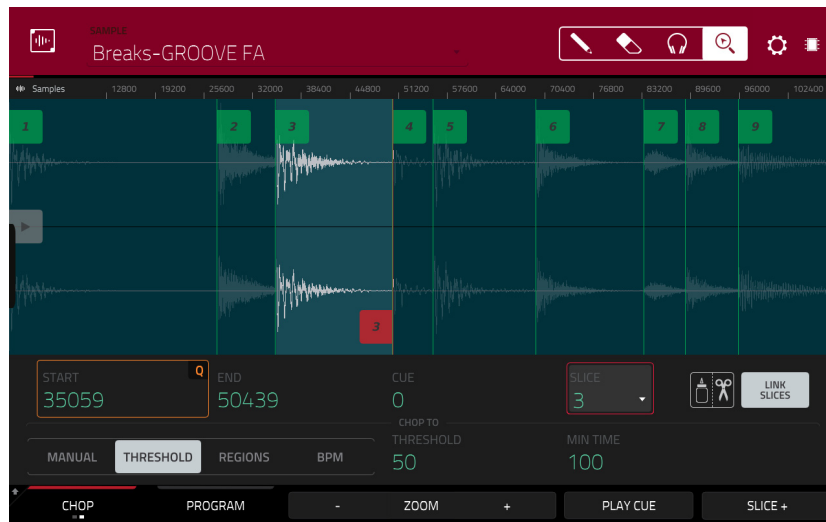 SAMPLE
Breaks-GROOVE FA
Samples 12800 19200 25600 32000 38400 44800 51200 57600 64000 70400 76800 83200 89600 96000 102400
1 2 3 4 5 6 7 8 9
3
START Q END CUE SLICE
35059 50439 0 3
LINK SLICES
CHOP TO
MANUAL THRESHOLD REGIONS BPM THRESHOLD MIN TIME
50 100
CHOP PROGRAM - ZOOM + PLAY CUE SLICE +